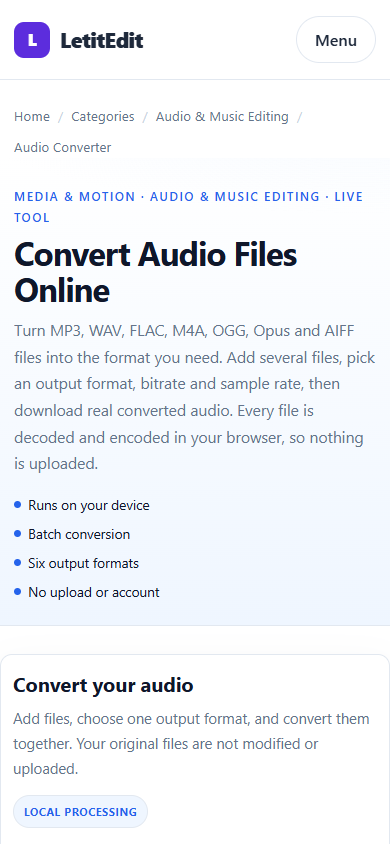 L LetitEdit Menu
Home / Categories / Audio & Music Editing /
Audio Converter
MEDIA & MOTION · AUDIO & MUSIC EDITING · LIVE
TOOL
Convert Audio Files
Online
Turn MP3, WAV, FLAC, M4A, OGG, Opus and AIFF
files into the format you need. Add several files, pick
an output format, bitrate and sample rate, then
download real converted audio. Every file is
decoded and encoded in your browser, so nothing
is uploaded.
Runs on your device
Batch conversion
Six output formats
No upload or account
Convert your audio
Add files, choose one output format, and convert them
together. Your original files are not modified or
uploaded.
LOCAL PROCESSING